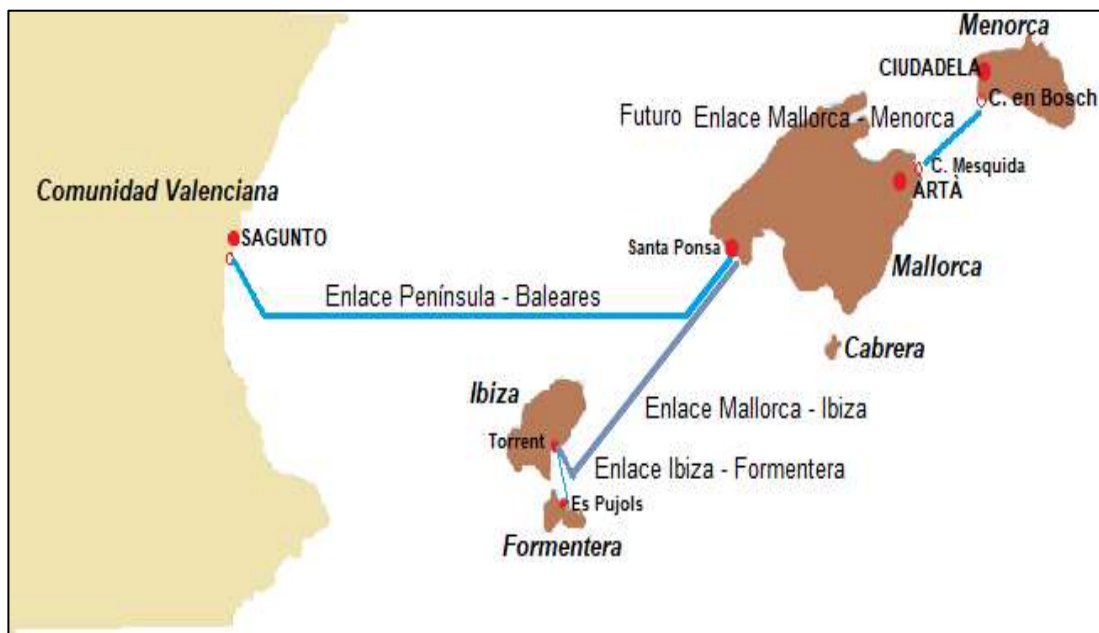 Menorca
CIUDADELA
C. en Bosch
Futuro Enlace Mallorca - Menorca
C. Mesquida
ARTÀ
Comunidad Valenciana
SAGUNTO
Santa Ponsa
Mallorca
Enlace Península - Baleares
Cabrera
Ibiza
Enlace Mallorca - Ibiza
Torrent
Enlace Ibiza - Formentera
Es Pujols
Formentera